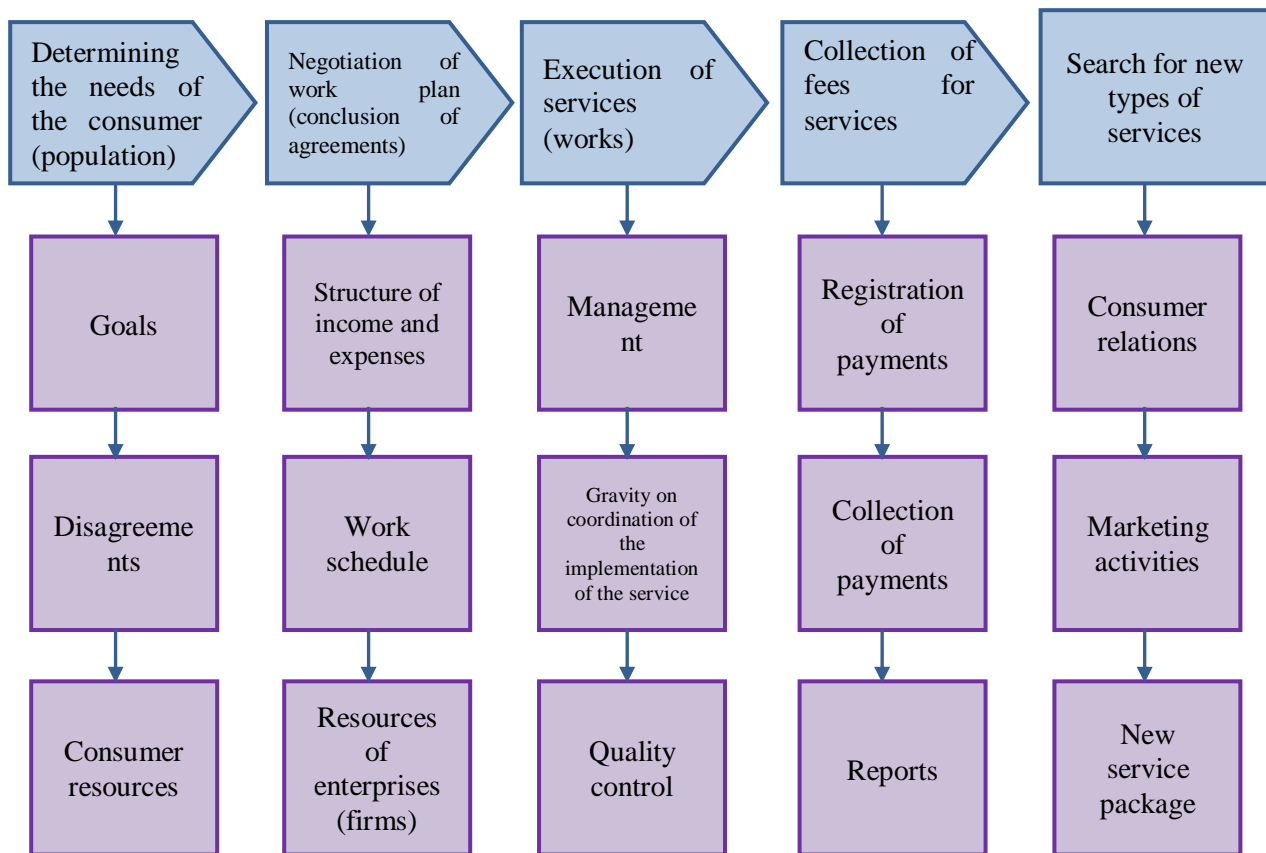 Determining
the needs of
the consumer
(population)
Negotiation of
work plan
(conclusion of
agreements)
Execution of
services
(works)
Collection of
fees for
services
Search for new
types of
services
Goals
Structure of
income and
expenses
Manageme
nt
Registration
of
payments
Consumer
relations
Disagreeme
nts
Work
schedule
Gravity on
coordination of
the
implementation
of the service
Collection
of
payments
Marketing
activities
Consumer
resources
Resources
of
enterprises
(firms)
Quality
control
Reports
New
service
package